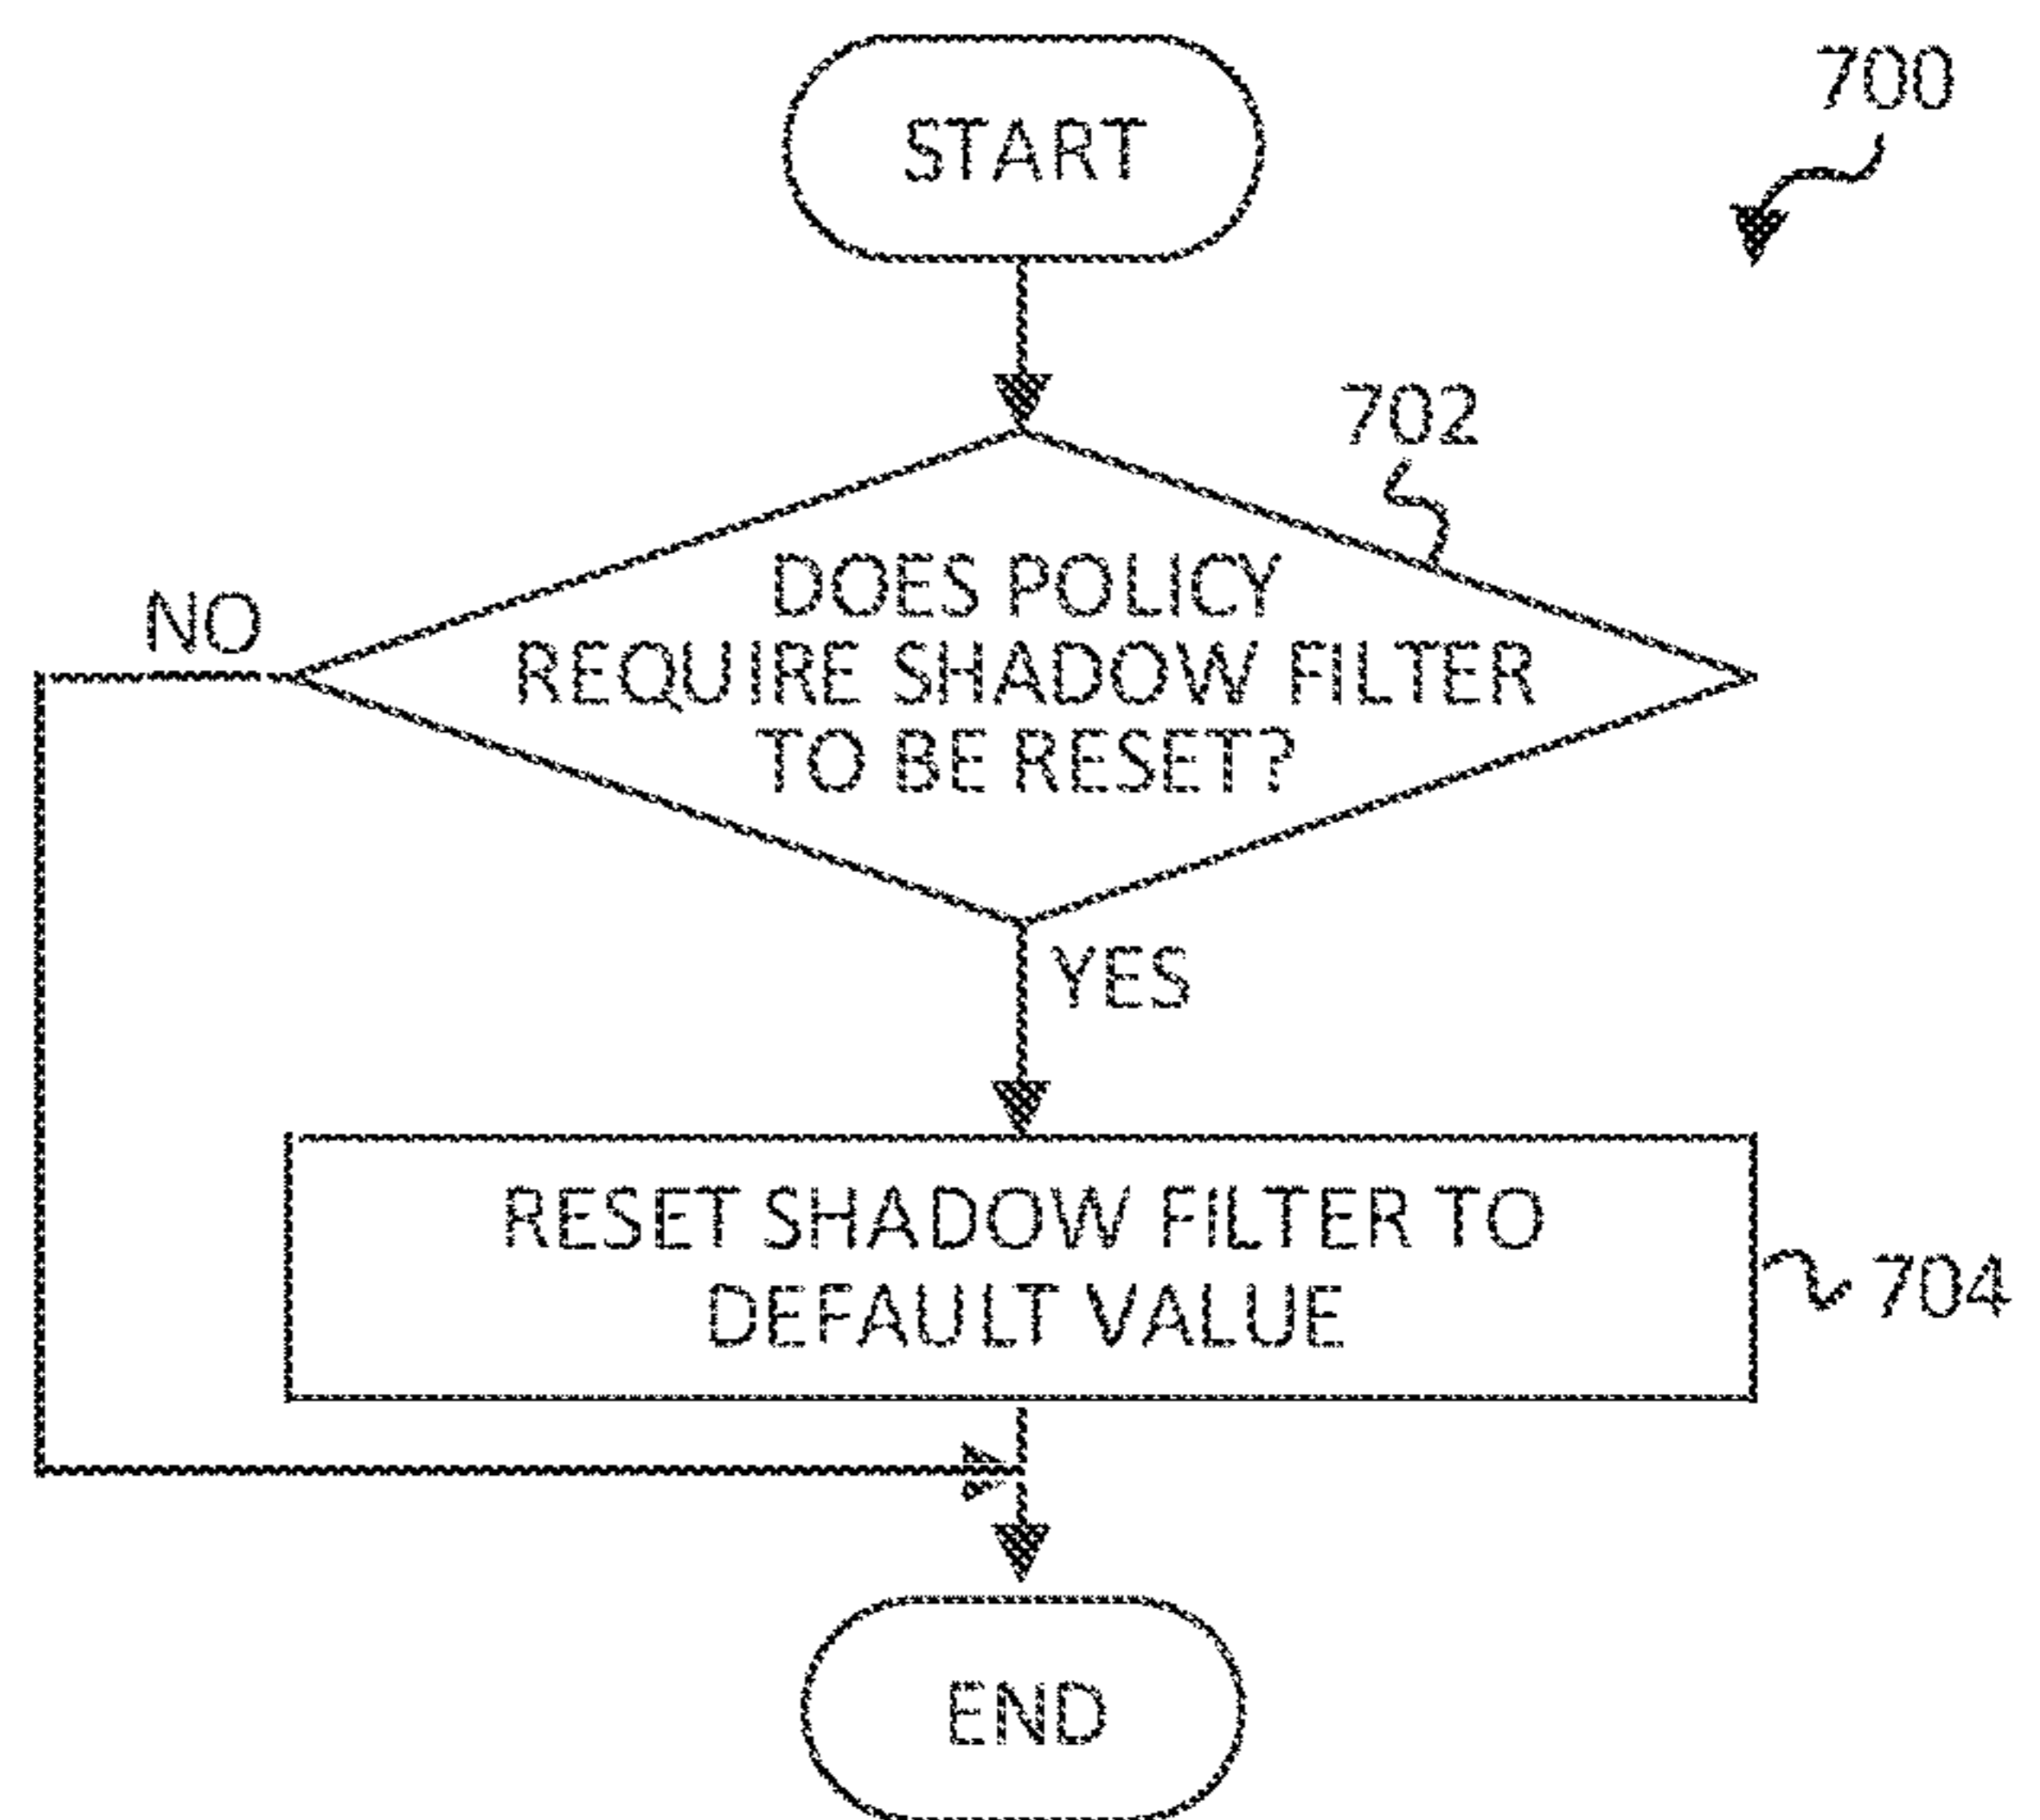 700
START
702
DOES POLICY
REQUIRE SHADOW FILTER
TO BE RESET?
NO
YES
RESET SHADOW FILTER TO
DEFAULT VALUE
704
END